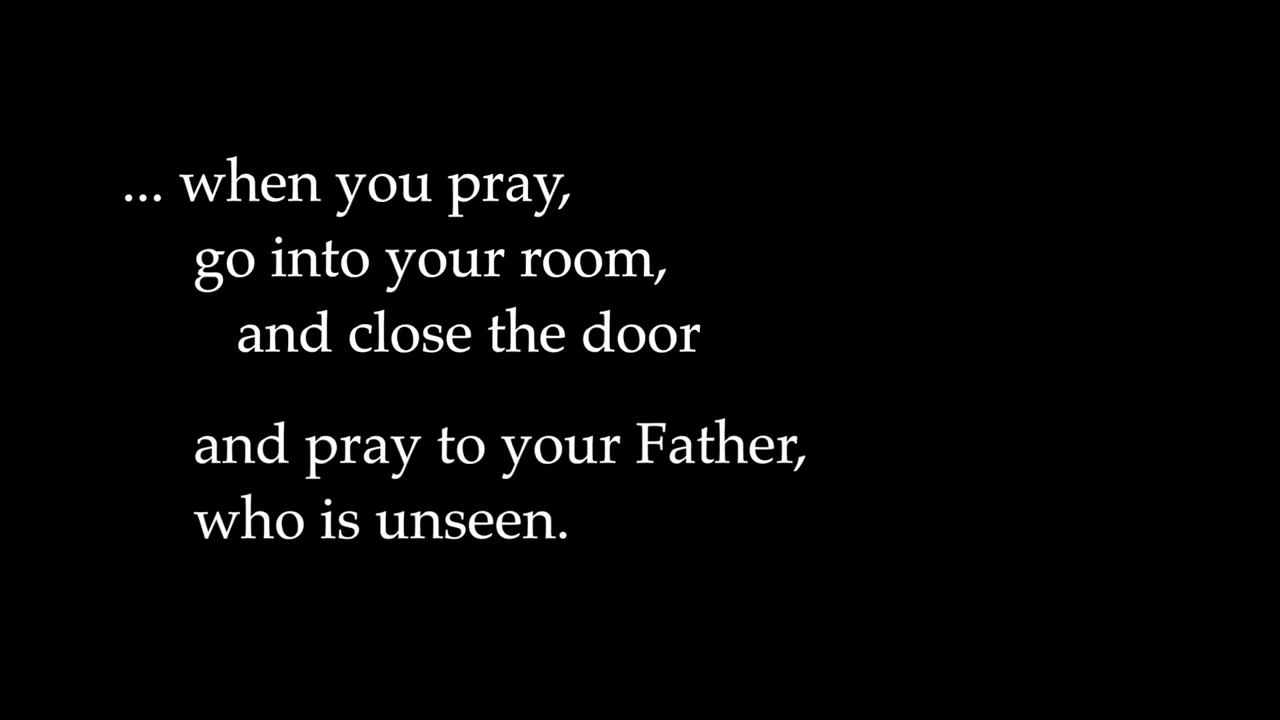 ... when you pray,
go into your room,
and close the door
and pray to your Father,
who is unseen.